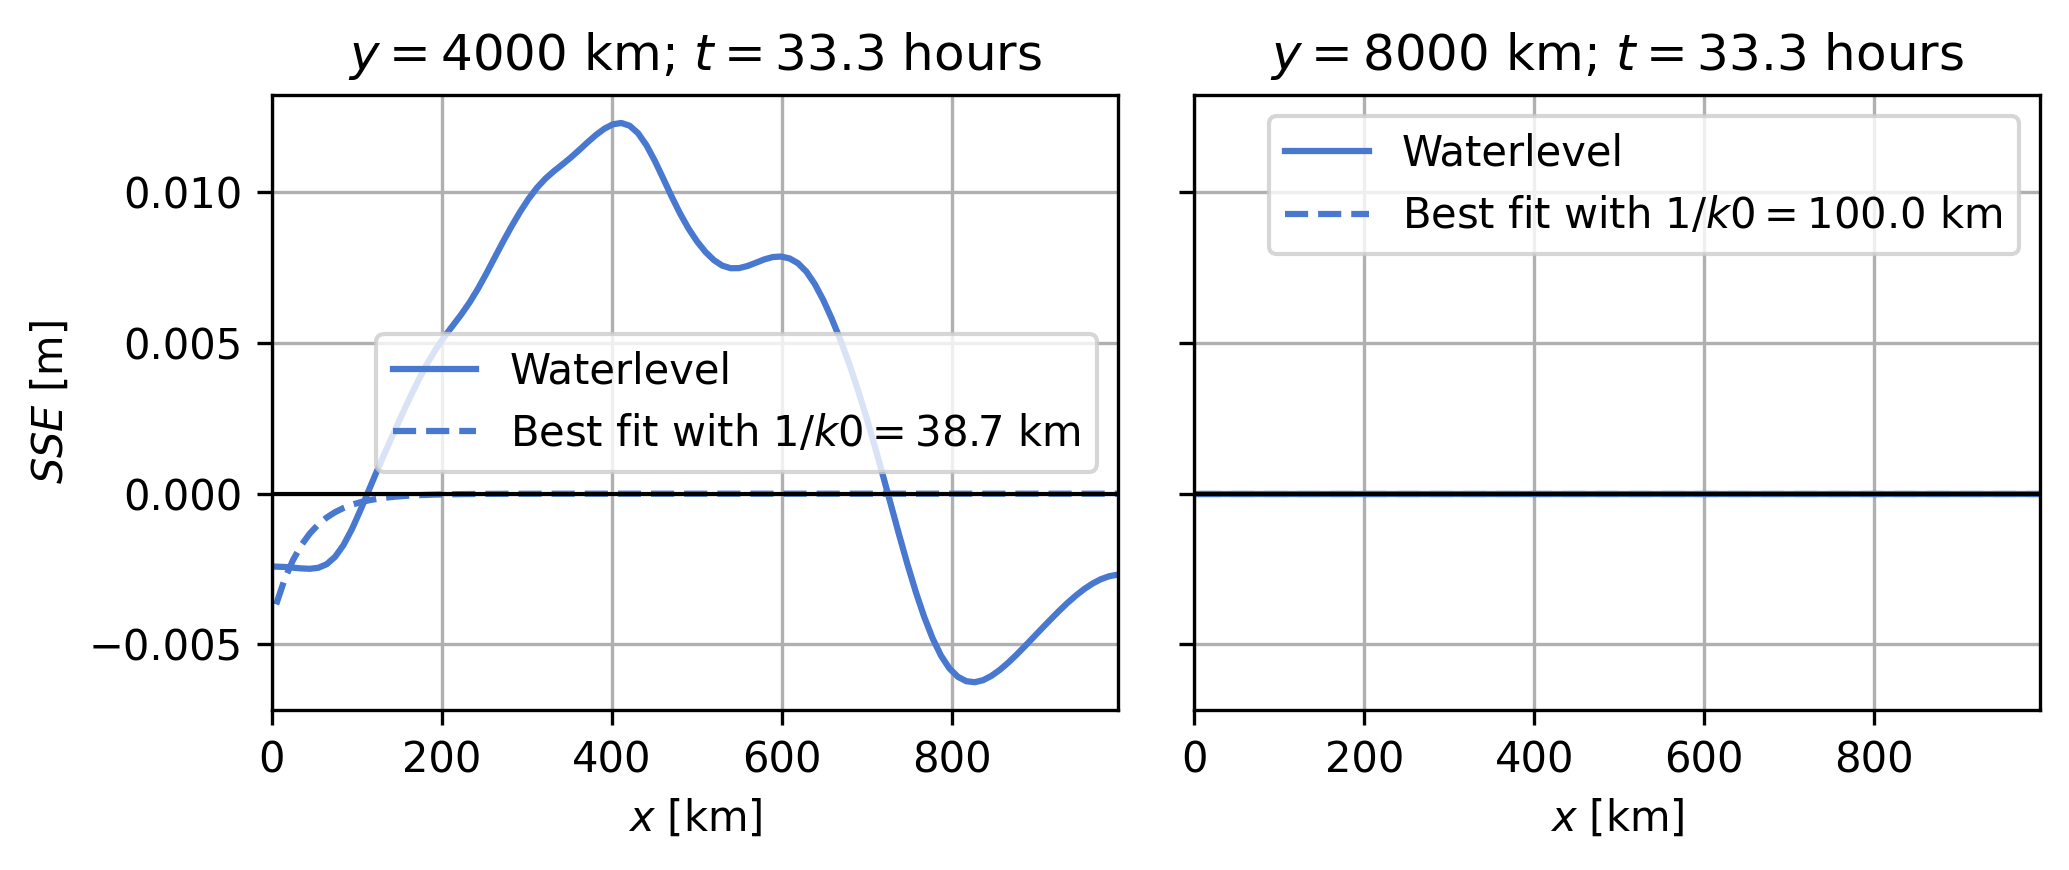 y = 4000 km; t = 33.3 hours
y = 8000 km; t = 33.3 hours
SSE [m]
0.010
0.005
0.000
−0.005
Waterlevel
Best fit with 1/k0 = 38.7 km
Waterlevel
Best fit with 1/k0 = 100.0 km
0 200 400 600 800
0 200 400 600 800
x [km]
x [km]